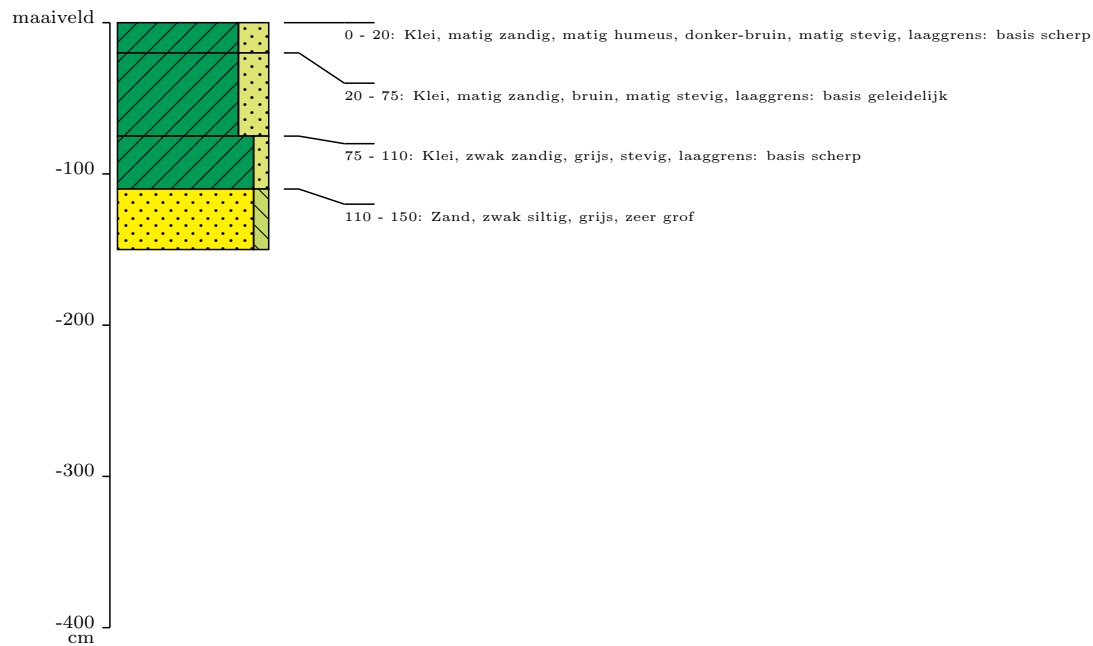 maaiveld
0 - 20: Klei, matig zandig, matig humeus, donker-bruin, matig stevig, laaggrens: basis scherp
20 - 75: Klei, matig zandig, bruin, matig stevig, laaggrens: basis geleidelijk
75 - 110: Klei, zwak zandig, grijs, stevig, laaggrens: basis scherp
-100
110 - 150: Zand, zwak siltig, grijs, zeer grof
-200
-300
-400
cm